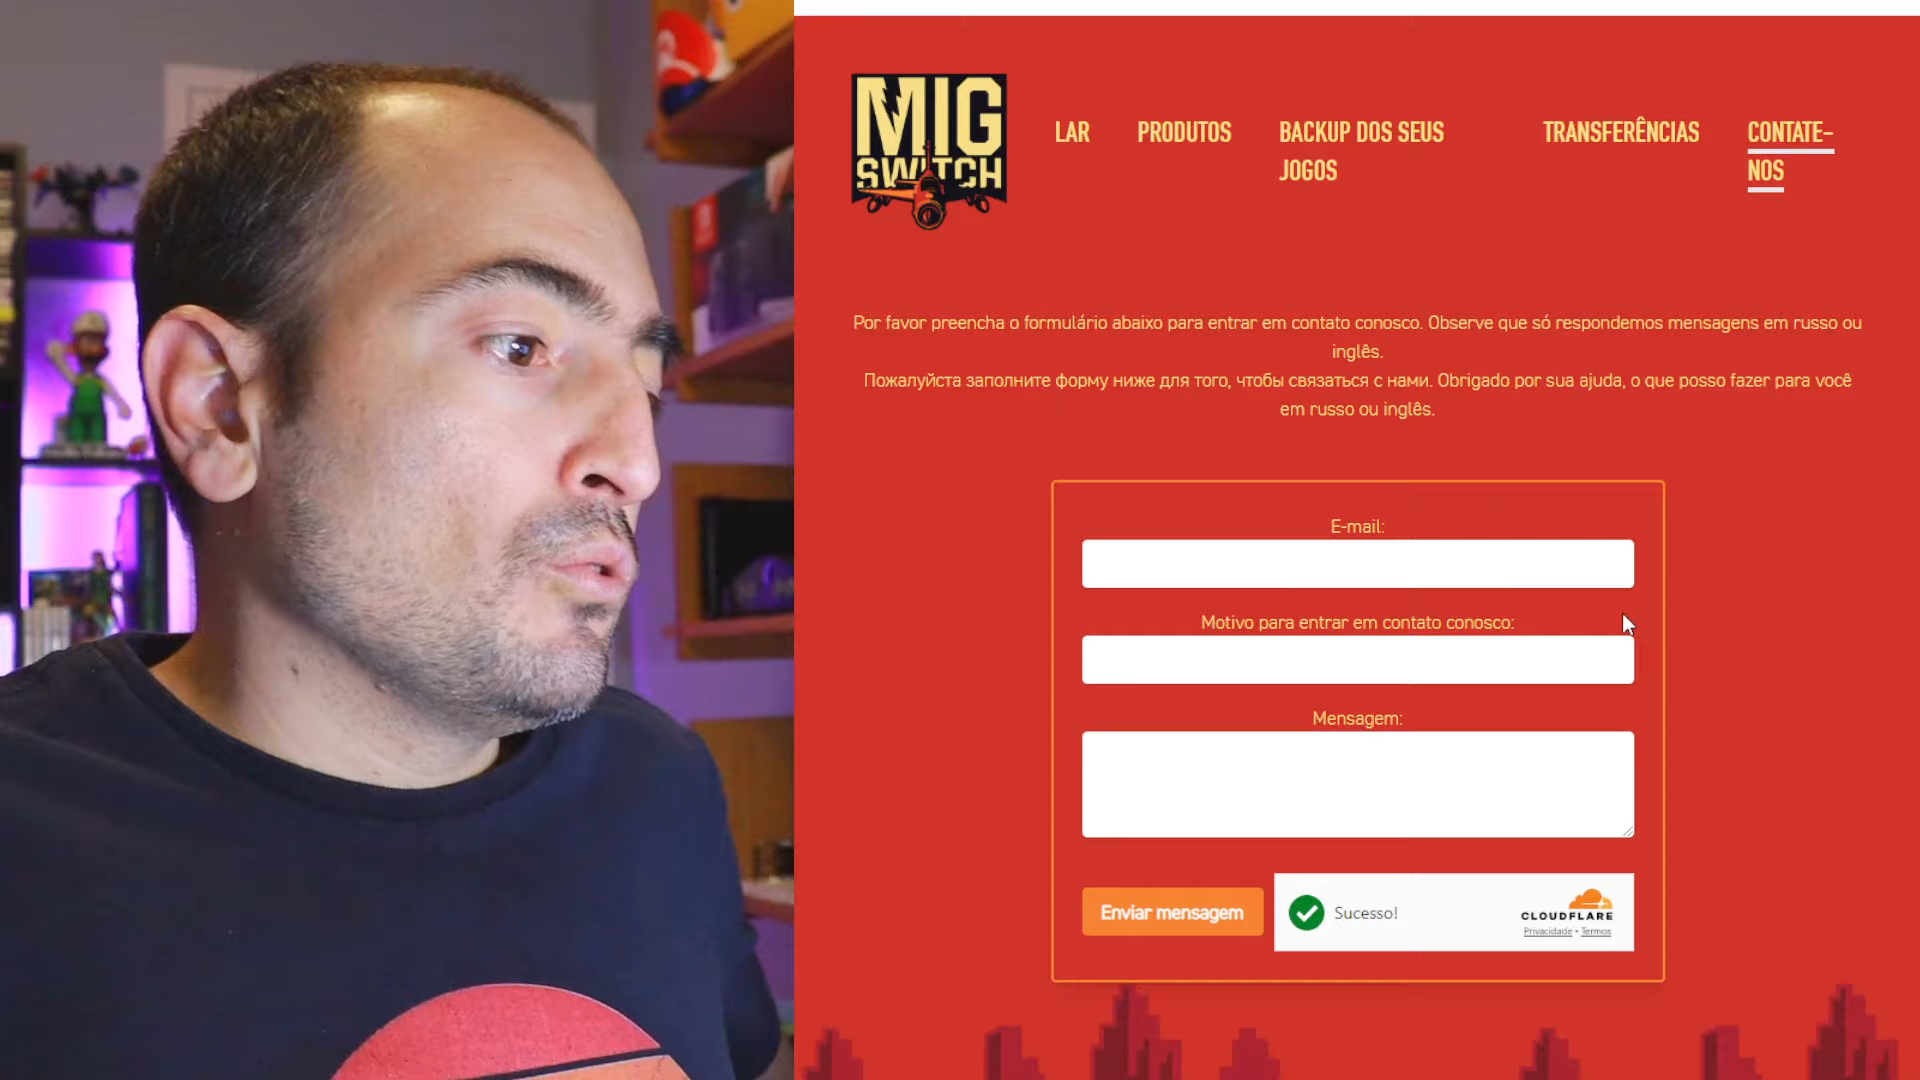 MIG
SWITCH
LAR
PRODUTOS
BACKUP DOS SEUS
JOGOS
TRANSFERÊNCIAS
CONTATE-
NOS
Por favor preencha o formulário abaixo para entrar em contato conosco. Observe que só respondemos mensagens em russo ou
inglês.
Пожалуйста заполните форму ниже для того, чтобы связаться с нами. Obrigado por sua ajuda, o que posso fazer para você
em russo ou inglês.
E-mail:
Motivo para entrar em contato conosco:
Mensagem:
Enviar mensagem
Sucesso!
CLOUDFLARE
Privacidade • Termos